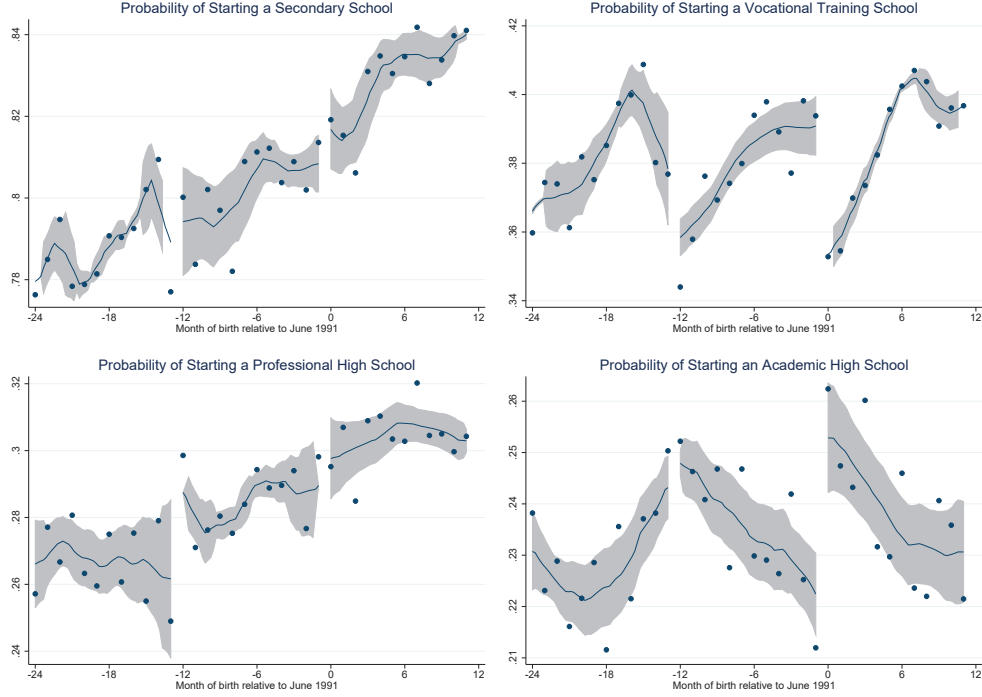 Probability of Starting a Secondary School
.84
.82
.8
.78
-24 -18 -12 -6 0 6 12
Month of birth relative to June 1991
Probability of Starting a Vocational Training School
.42
.4
.38
.36
.34
-24 -18 -12 -6 0 6 12
Month of birth relative to June 1991
Probability of Starting a Professional High School
.32
.3
.28
.26
.24
-24 -18 -12 -6 0 6 12
Month of birth relative to June 1991
Probability of Starting an Academic High School
.26
.25
.24
.23
.22
.21
-24 -18 -12 -6 0 6 12
Month of birth relative to June 1991